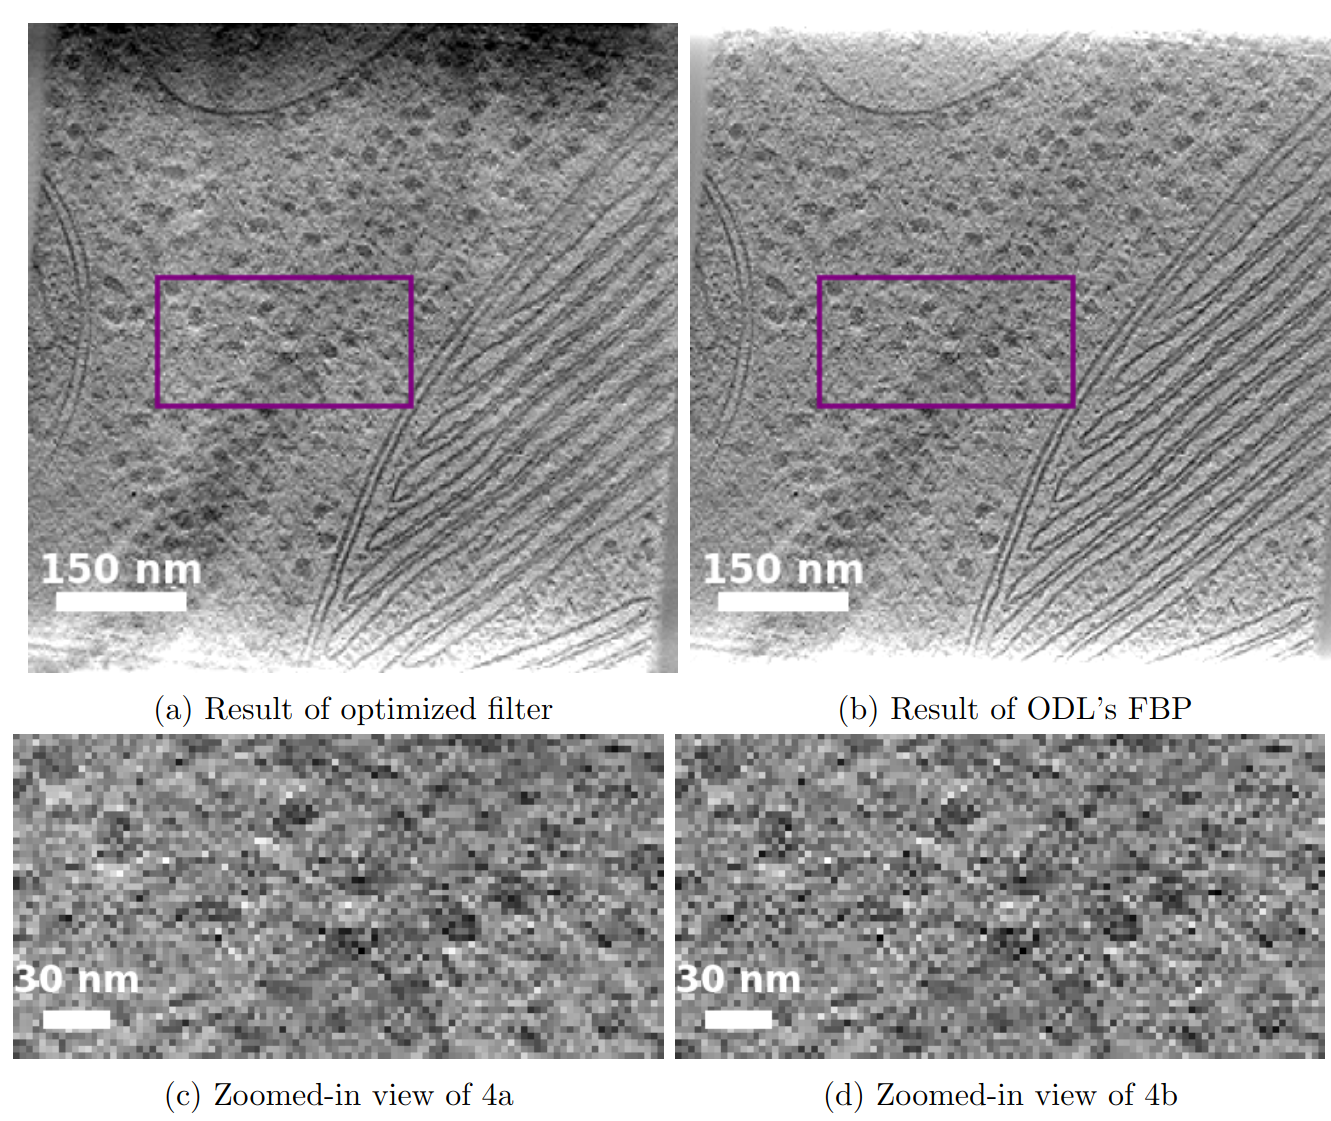 150 nm
150 nm
(a) Result of optimized filter
(b) Result of ODL's FBP
30 nm
30 nm
(c) Zoomed-in view of 4a
(d) Zoomed-in view of 4b